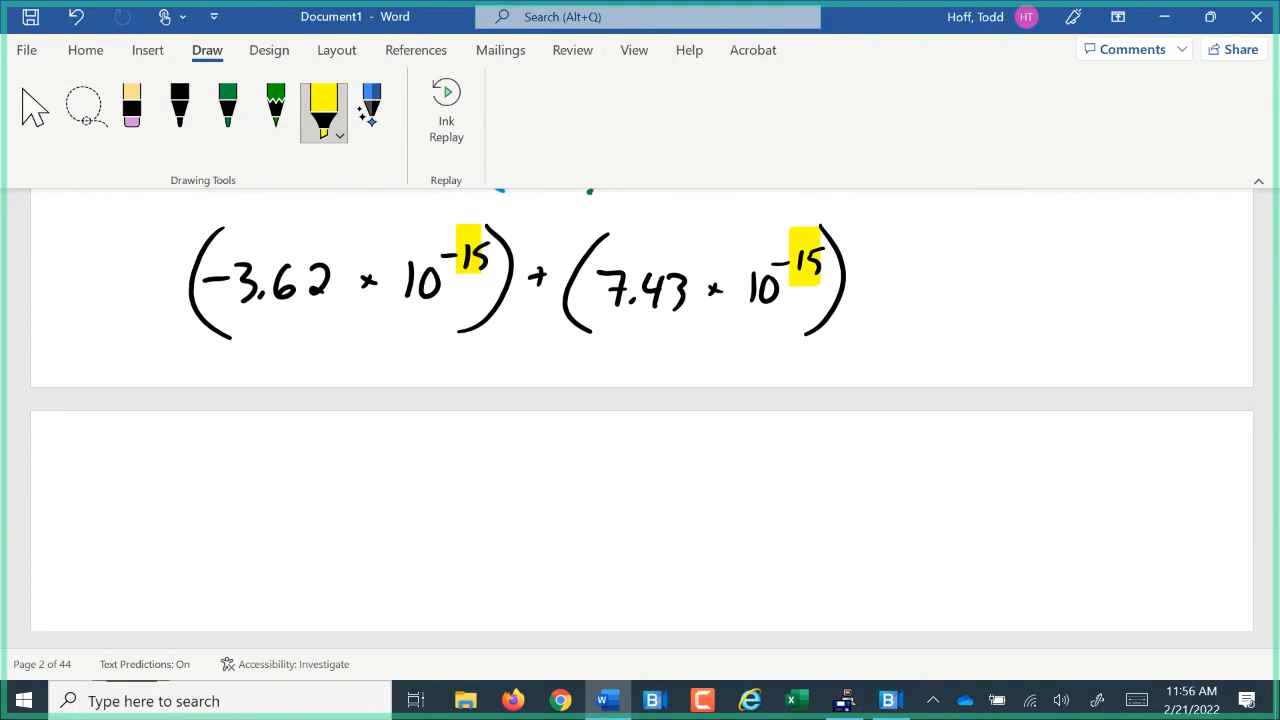 Document1 - Word
Search (Alt+Q)
Hoff, Todd
HT
File Home Insert Draw Design Layout References Mailings Review View Help Acrobat
Comments
Share
Ink
Replay
Drawing Tools
Replay
(-3.62 × 10⁻¹⁵) + (7.43 × 10⁻¹⁵)
Page 2 of 44
Text Predictions: On
Accessibility: Investigate
Type here to search
11:56 AM
2/21/2022